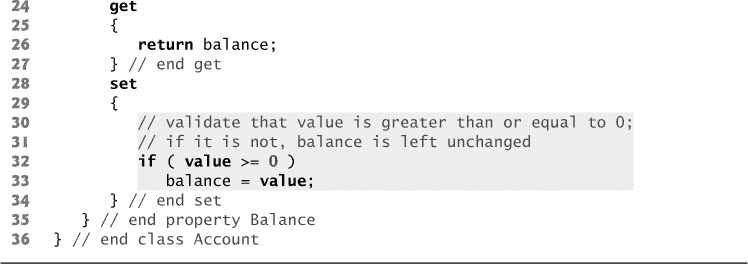 24 get
25 {
26 return balance;
27 } // end get
28 set
29 {
30 // validate that value is greater than or equal to 0;
31 // if it is not, balance is left unchanged
32 if ( value >= 0 )
33 balance = value;
34 } // end set
35 } // end property Balance
36 } // end class Account